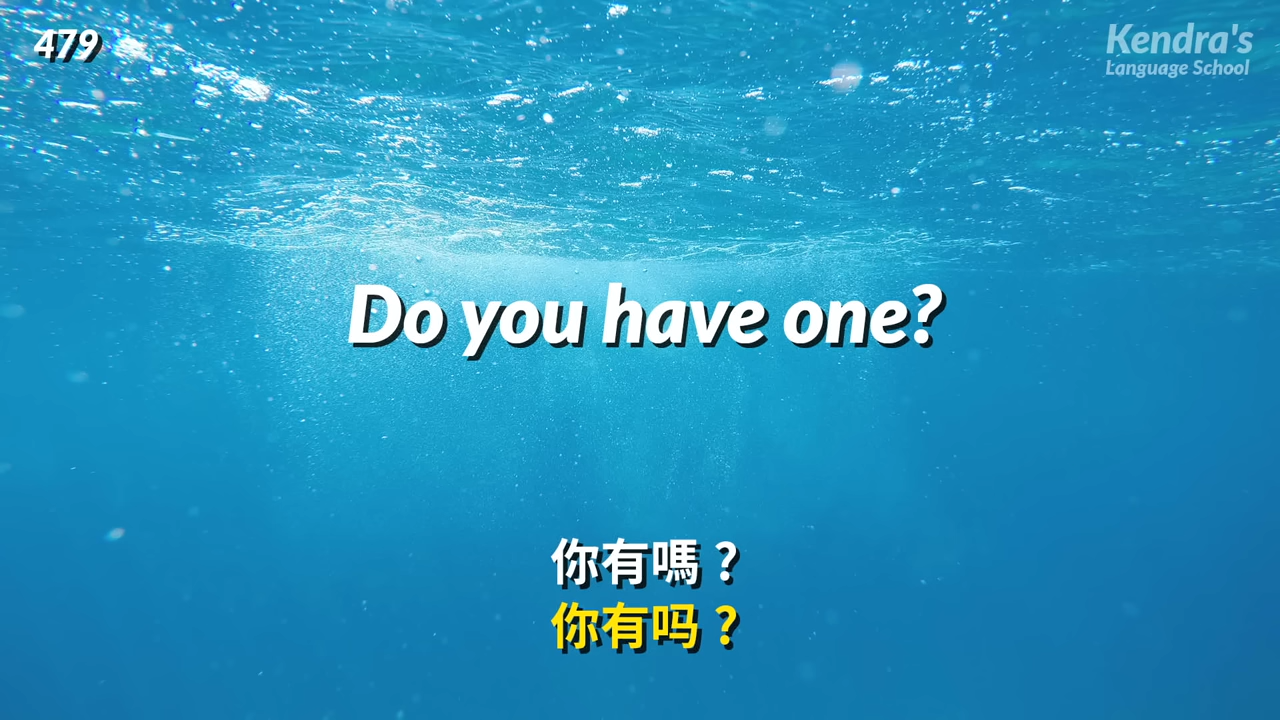 479
Kendra's
Language School
Do you have one?
你有嗎？
你有吗？